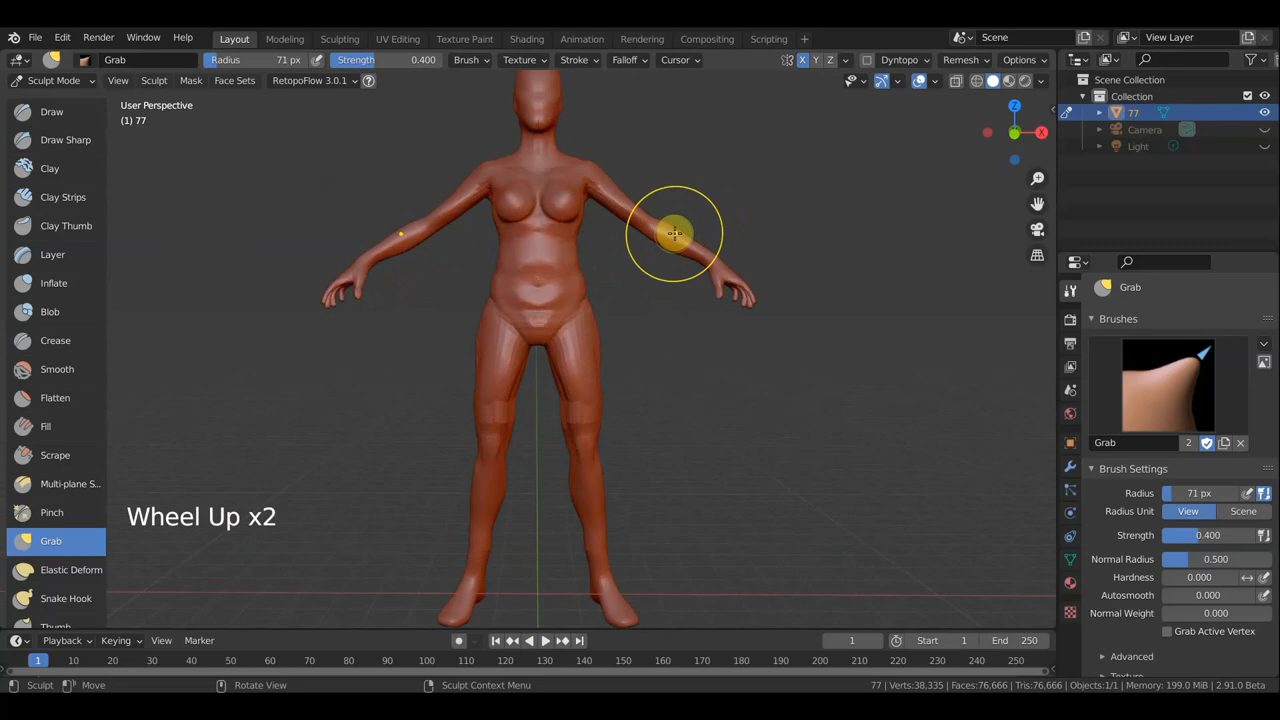 File Edit Render Window Help Layout Modeling Sculpting UV Editing Texture Paint Shading Animation Rendering Compositing Scripting + Scene View Layer
Grab Radius 71 px Strength 0.400 Brush Texture Stroke Falloff Cursor X Y Z Dyntopo Remesh Options
Sculpt Mode View Sculpt Mask Face Sets RetopoFlow 3.0.1 ?
Scene Collection
Collection
77
Camera
Light
User Perspective
(1) 77
Z
X
Draw
Draw Sharp
Clay
Clay Strips
Clay Thumb
Layer
Inflate
Blob
Crease
Smooth
Flatten
Fill
Scrape
Multi-plane S...
Pinch
Grab
Elastic Deform
Snake Hook
Thumb
Wheel Up x2
Grab
Brushes
Grab 2
Brush Settings
Radius 71 px
Radius Unit View Scene
Strength 0.400
Normal Radius 0.500
Hardness 0.000
Autosmooth 0.000
Normal Weight 0.000
Grab Active Vertex
Advanced
Texture
Playback Keying View Marker 1 Start 1 End 250
1 10 20 30 40 50 60 70 80 90 100 110 120 130 140 150 160 170 180 190 200 210 220 230 240 250
Sculpt Move Rotate View Sculpt Context Menu 77 | Verts:38,335 | Faces:76,666 | Tris:76,666 | Objects:1/1 | Memory: 199.0 MiB | 2.91.0 Beta